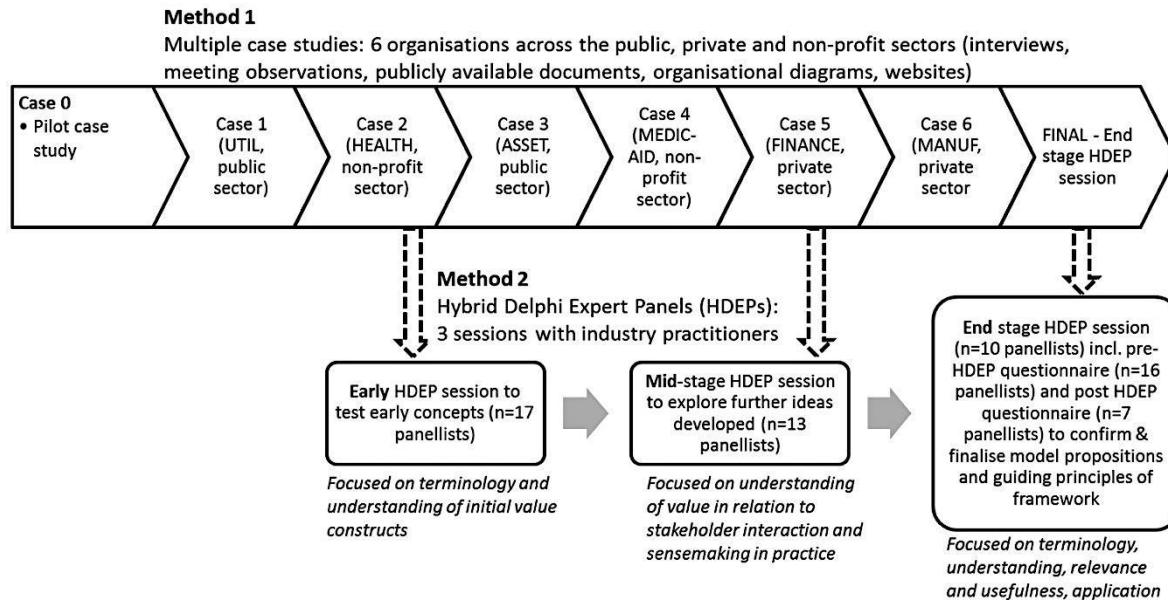 Method 1
Multiple case studies: 6 organisations across the public, private and non-profit sectors (interviews,
meeting observations, publicly available documents, organisational diagrams, websites)
Case 0
• Pilot case
study
Case 1
(UTIL,
public
sector)
Case 2
(HEALTH,
non-profit
sector)
Case 3
(ASSET,
public
sector)
Case 4
(MEDIC-
AID, non-
profit
sector)
Case 5
(FINANCE,
private
sector)
Case 6
(MANUF,
private
sector
FINAL - End
stage HDEP
session
Method 2
Hybrid Delphi Expert Panels (HDEPs):
3 sessions with industry practitioners
Early HDEP session to
test early concepts (n=17
panellists)
Focused on terminology and
understanding of initial value
constructs
Mid-stage HDEP session
to explore further ideas
developed (n=13
panellists)
Focused on understanding
of value in relation to
stakeholder interaction and
sensemaking in practice
End stage HDEP session
(n=10 panellists) incl. pre-
HDEP questionnaire (n=16
panellists) and post HDEP
questionnaire (n=7
panellists) to confirm &
finalise model propositions
and guiding principles of
framework
Focused on terminology,
understanding, relevance
and usefulness, application